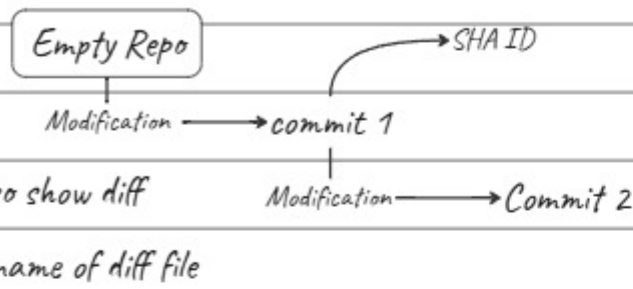 Empty Repo
SHA ID
Modification commit 1
show diff Modification Commit 2
name of diff file